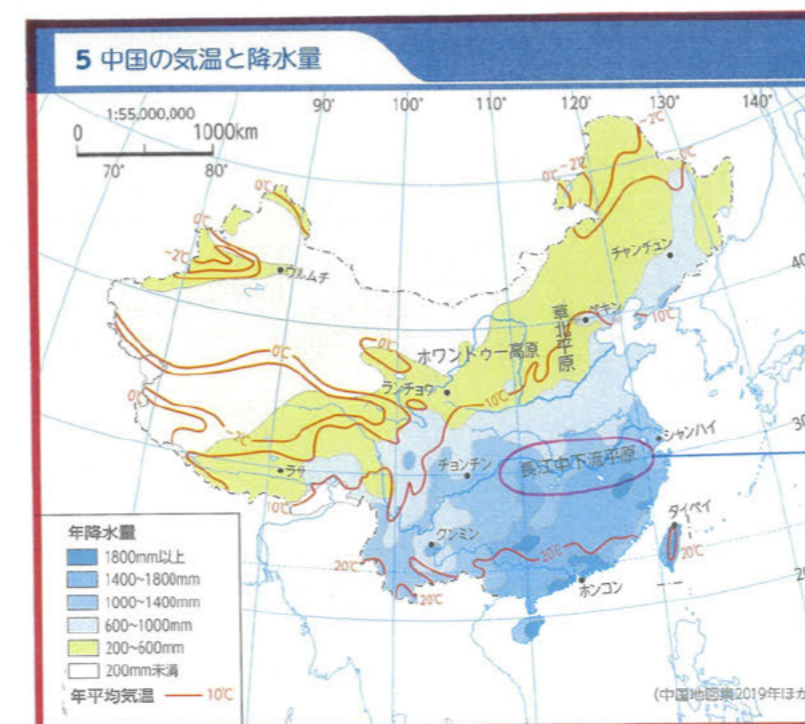 5 中国の気温と降水量
1:55,000,000
0 1000km
70° 80° 90° 100° 110° 120° 130° 140°
-2℃
0℃ -2℃ 0℃
0℃
0℃
-2℃
チャンチュン
ウルムチ
40
ペキン
10℃
華北平原
0℃
0℃
ホワントゥー高原
ランチョウ
0℃
10℃
-2℃
シャンハイ
30
長江中下流平原
チョンチン
ラサ
10℃
タイペイ
クンミン
20℃
20℃
20℃
20℃
ホンコン
年降水量
1800mm以上
1400~1800mm
1000~1400mm
600~1000mm
200~600mm
200mm未満
年平均気温 10℃
(中国地図集2019年ほか